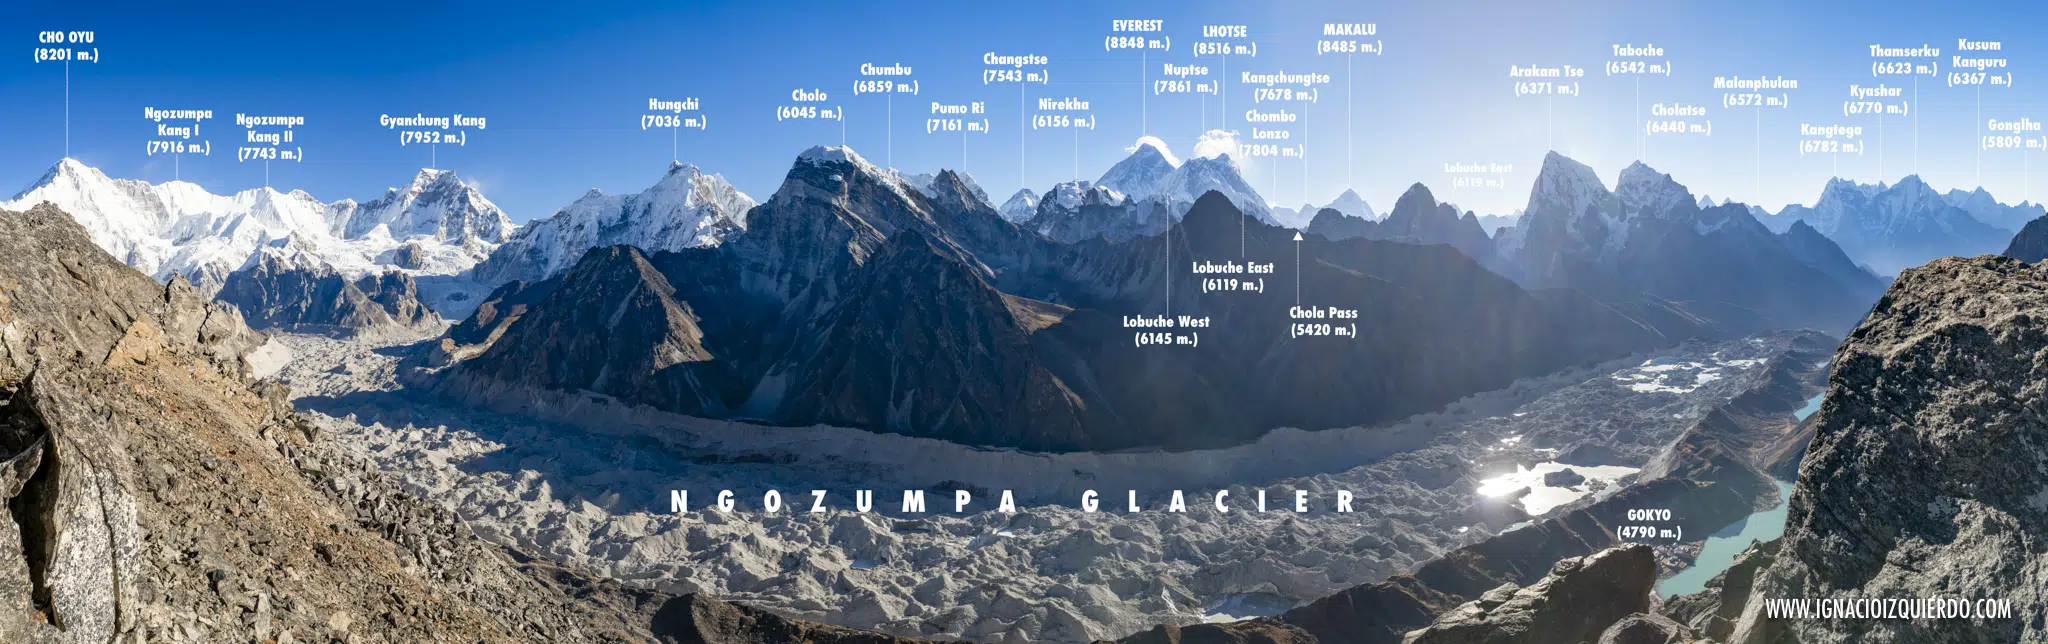 CHO OYU
(8201 m.)
Ngozumpa
Kang I
(7916 m.)
Ngozumpa
Kang II
(7743 m.)
Gyanchung Kang
(7952 m.)
Hungchi
(7036 m.)
Cholo
(6045 m.)
Chumbu
(6859 m.)
Pumo Ri
(7161 m.)
Changstse
(7543 m.)
Nirekha
(6156 m.)
EVEREST
(8848 m.)
Nuptse
(7861 m.)
LHOTSE
(8516 m.)
Kangchungtse
(7678 m.)
Chombo
Lonzo
(7804 m.)
MAKALU
(8485 m.)
Lobuche East
(6119 m.)
Arakam Tse
(6371 m.)
Taboche
(6542 m.)
Cholatse
(6440 m.)
Malanphulan
(6572 m.)
Kangtega
(6782 m.)
Kyashar
(6770 m.)
Thamserku
(6623 m.)
Kusum
Kanguru
(6367 m.)
Gonglha
(5809 m.)
Lobuche East
(6119 m.)
Lobuche West
(6145 m.)
Chola Pass
(5420 m.)
NGOZUMPA GLACIER
GOKYO
(4790 m.)
WWW.IGNACIOIZQUIERDO.COM